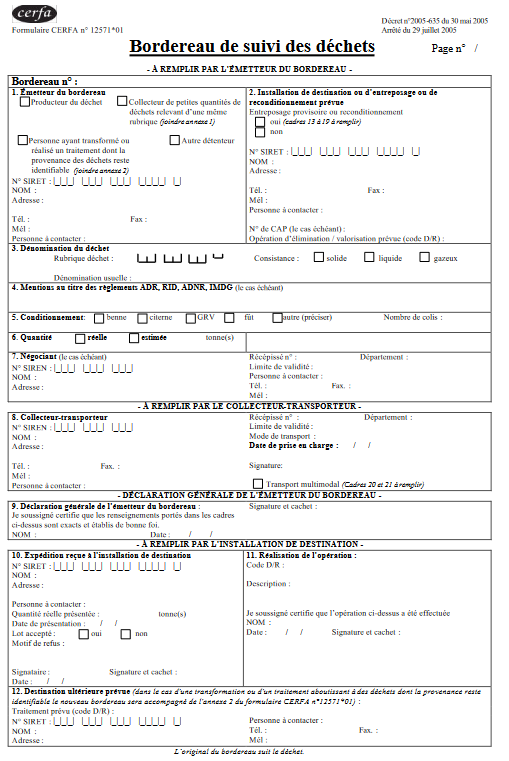 cerfa
Formulaire CERFA n° 12571*01
Décret n°2005-635 du 30 mai 2005
Arrêté du 29 juillet 2005
Bordereau de suivi des déchets
Page n° /
- À REMPLIR PAR L'ÉMETTEUR DU BORDEREAU -
Bordereau n° :
1. Émetteur du bordereau
Producteur du déchet
Collecteur de petites quantités de
déchets relevant d'une même
rubrique (joindre annexe 1)
Personne ayant transformé ou
réalisé un traitement dont la
provenance des déchets reste
identifiable (joindre annexe 2)
Autre détenteur
N° SIRET :
NOM :
Adresse :
Tél. :
Fax :
Mél :
Personne à contacter :
2. Installation de destination ou d'entreposage ou de
reconditionnement prévue
Entreposage provisoire ou reconditionnement
oui (cadres 13 à 19 à remplir)
non
N° SIRET :
NOM :
Adresse :
Tél. :
Fax :
Mél :
Personne à contacter :
N° de CAP (le cas échéant) :
Opération d'élimination / valorisation prévue (code D/R) :
3. Dénomination du déchet
Rubrique déchet :
Consistance :
solide
liquide
gazeux
Dénomination usuelle :
4. Mentions au titre des règlements ADR, RID, ADNR, IMDG (le cas échéant)
5. Conditionnement:
benne
citerne
GRV
fût
autre (préciser)
Nombre de colis :
6. Quantité
réelle
estimée
tonne(s)
7. Négociant (le cas échéant)
N° SIREN :
NOM :
Adresse :
Récépissé n° :
Département :
Limite de validité :
Personne à contacter :
Tél. :
Fax. :
Mél :
- À REMPLIR PAR LE COLLECTEUR-TRANSPORTEUR -
8. Collecteur-transporteur
N° SIREN :
NOM :
Adresse :
Tél. :
Fax. :
Mél :
Personne à contacter :
Récépissé n° :
Département :
Limite de validité :
Mode de transport :
Date de prise en charge : / /
Signature:
Transport multimodal (Cadres 20 et 21 à remplir)
- DÉCLARATION GÉNÉRALE DE L'ÉMETTEUR DU BORDEREAU -
9. Déclaration générale de l'émetteur du bordereau :
Je soussigné certifie que les renseignements portés dans les cadres
ci-dessus sont exacts et établis de bonne foi.
NOM :
Date : / /
Signature et cachet :
- À REMPLIR PAR L'INSTALLATION DE DESTINATION -
10. Expédition reçue à l'installation de destination
N° SIRET :
NOM :
Adresse :
Personne à contacter :
Quantité réelle présentée :
tonne(s)
Date de présentation : / /
Lot accepté :
oui
non
Motif de refus :
Signataire :
Signature et cachet :
Date : / /
11. Réalisation de l'opération :
Code D/R :
Description :
Je soussigné certifie que l'opération ci-dessus a été effectuée
NOM :
Date : / /
Signature et cachet :
12. Destination ultérieure prévue (dans le cas d'une transformation ou d'un traitement aboutissant à des déchets dont la provenance reste
identifiable le nouveau bordereau sera accompagné de l'annexe 2 du formulaire CERFA n°12571*01) :
Traitement prévu (code D/R) :
N° SIRET :
NOM :
Adresse :
Personne à contacter :
Tél. :
Fax. :
Mél :
L'original du bordereau suit le déchet.